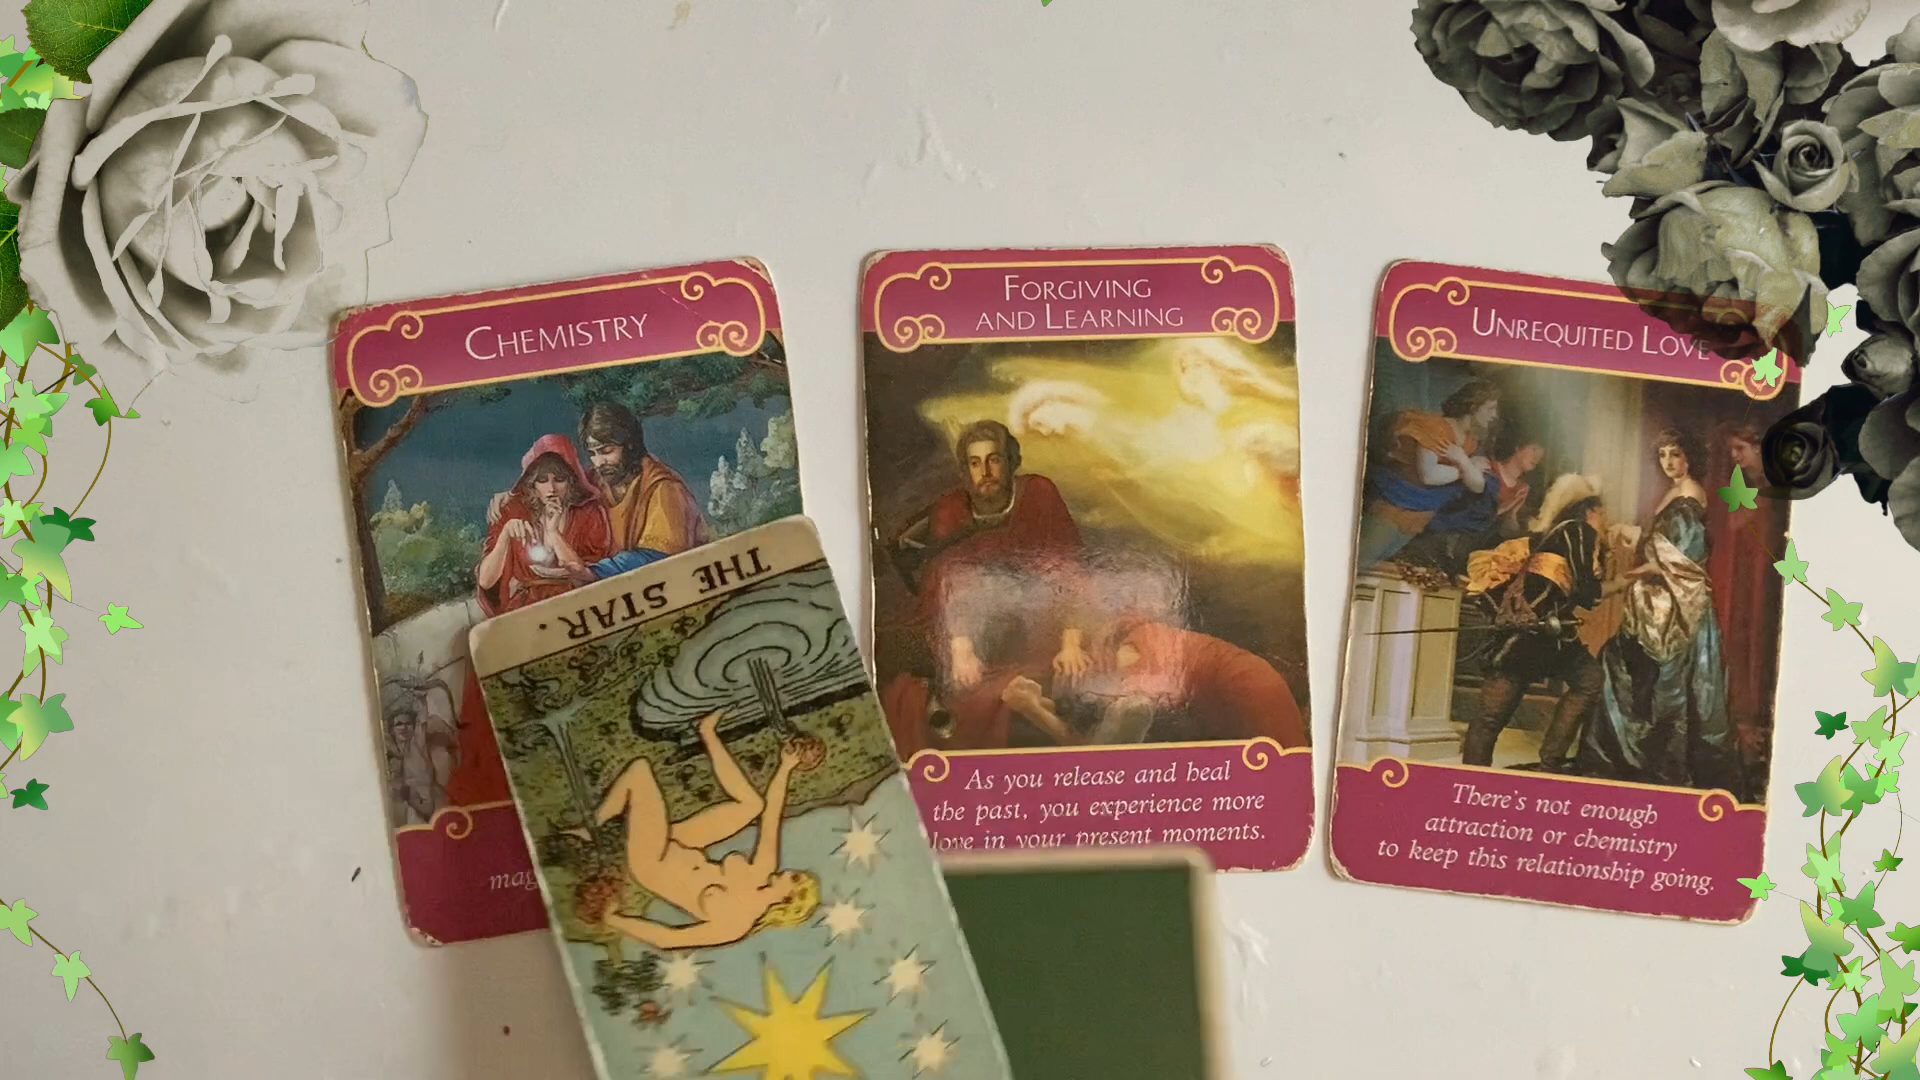 CHEMISTRY
FORGIVING
AND LEARNING
UNREQUITED LOVE
THE STAR.
As you release and heal
the past, you experience more
love in your present moments.
There's not enough
attraction or chemistry
to keep this relationship going.